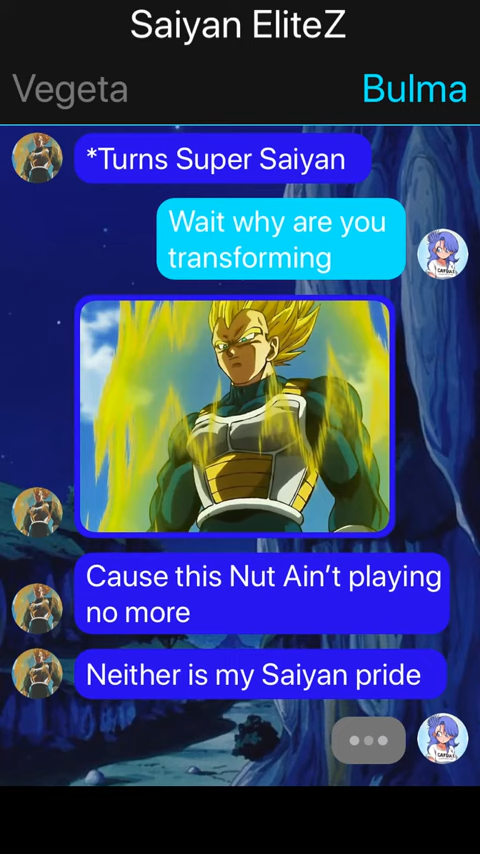 Saiyan EliteZ
Vegeta
Bulma
*Turns Super Saiyan
Wait why are you
transforming
Cause this Nut Ain’t playing
no more
Neither is my Saiyan pride